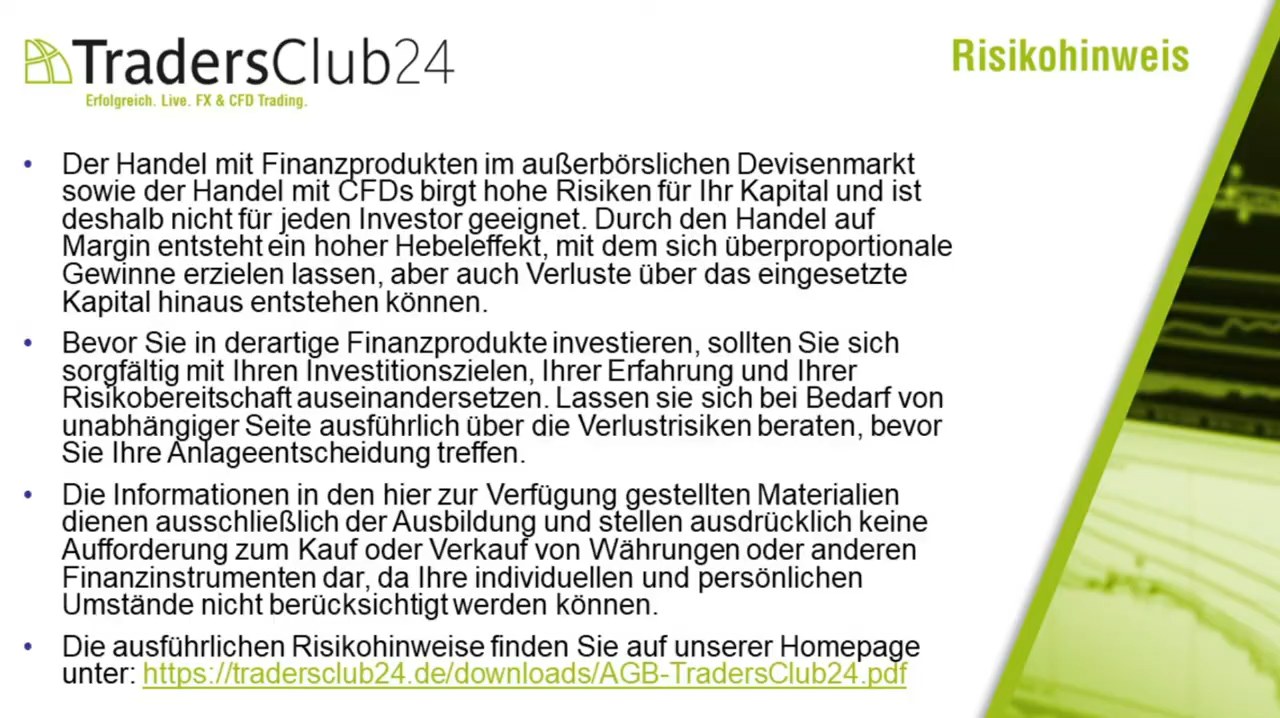 TradersClub24
Erfolgreich. Live. FX & CFD Trading.
Risikohinweis
• Der Handel mit Finanzprodukten im außerbörslichen Devisenmarkt
sowie der Handel mit CFDs birgt hohe Risiken für Ihr Kapital und ist
deshalb nicht für jeden Investor geeignet. Durch den Handel auf
Margin entsteht ein hoher Hebeleffekt, mit dem sich überproportionale
Gewinne erzielen lassen, aber auch Verluste über das eingesetzte
Kapital hinaus entstehen können.
• Bevor Sie in derartige Finanzprodukte investieren, sollten Sie sich
sorgfältig mit Ihren Investitionszielen, Ihrer Erfahrung und Ihrer
Risikobereitschaft auseinandersetzen. Lassen sie sich bei Bedarf von
unabhängiger Seite ausführlich über die Verlustrisiken beraten, bevor
Sie Ihre Anlageentscheidung treffen.
• Die Informationen in den hier zur Verfügung gestellten Materialien
dienen ausschließlich der Ausbildung und stellen ausdrücklich keine
Aufforderung zum Kauf oder Verkauf von Währungen oder anderen
Finanzinstrumenten dar, da Ihre individuellen und persönlichen
Umstände nicht berücksichtigt werden können.
• Die ausführlichen Risikohinweise finden Sie auf unserer Homepage
unter: https://tradersclub24.de/downloads/AGB-TradersClub24.pdf